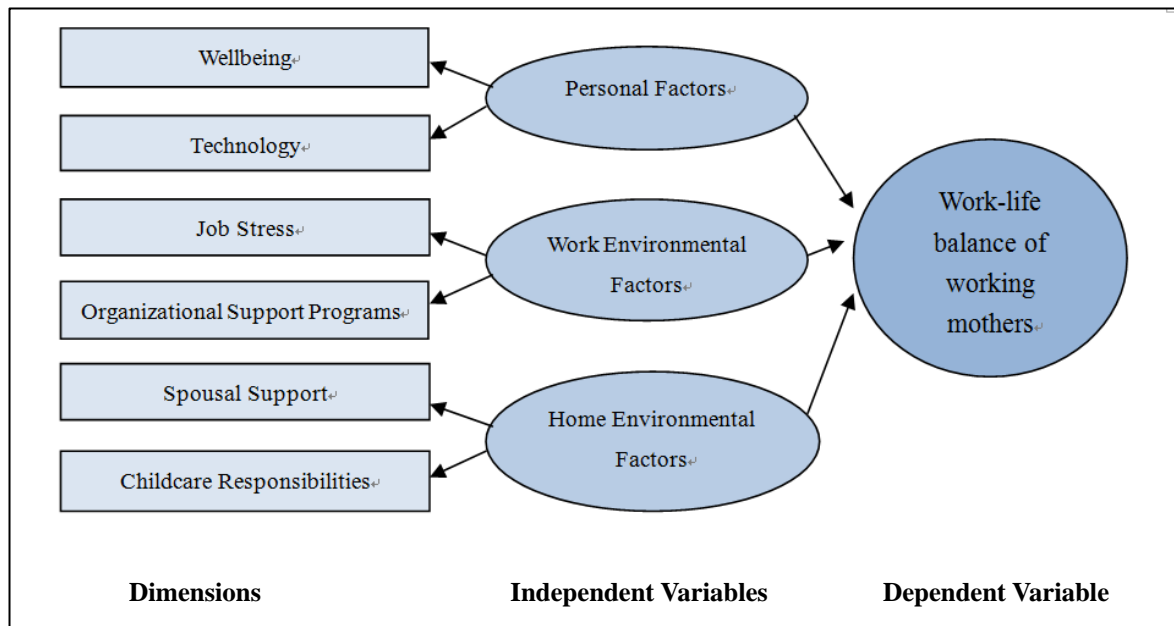 Wellbeing
Technology
Job Stress
Organizational Support Programs
Spousal Support
Childcare Responsibilities
Personal Factors
Work Environmental
Factors
Home Environmental
Factors
Work-life
balance of
working
mothers
Dimensions
Independent Variables
Dependent Variable